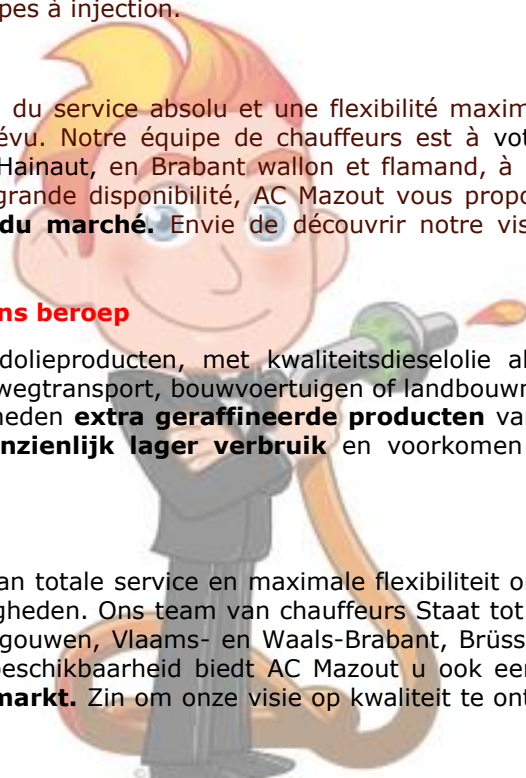 pes à injection.
du service absolu et une flexibilité maxim
évu. Notre équipe de chauffeurs est à vot
Hainaut, en Brabant wallon et flamand, à
grande disponibilité, AC Mazout vous propo
du marché. Envie de découvrir notre vis
ns beroep
dolieproducten, met kwaliteitsdieselolie al
wegtransport, bouwvoertuigen of landbouwr
heden extra geraffineerde producten va
nzienlijk lager verbruik en voorkomen
an totale service en maximale flexibiliteit o
gheden. Ons team van chauffeurs Staat tot
gouwen, Vlaams- en Waals-Brabant, Brüss
beschikbaarheid biedt AC Mazout u ook een
markt. Zin om onze visie op kwaliteit te ont